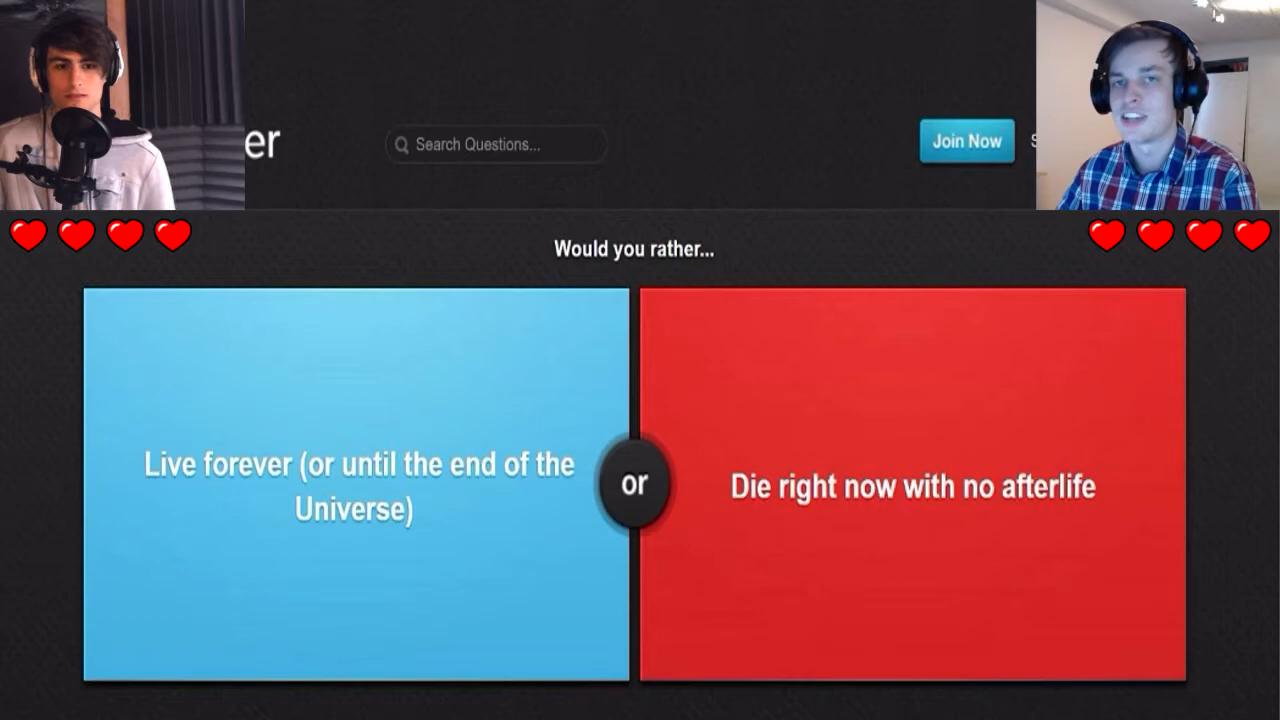 er
Search Questions...
Join Now
S
Would you rather...
Live forever (or until the end of the
Universe)
or
Die right now with no afterlife